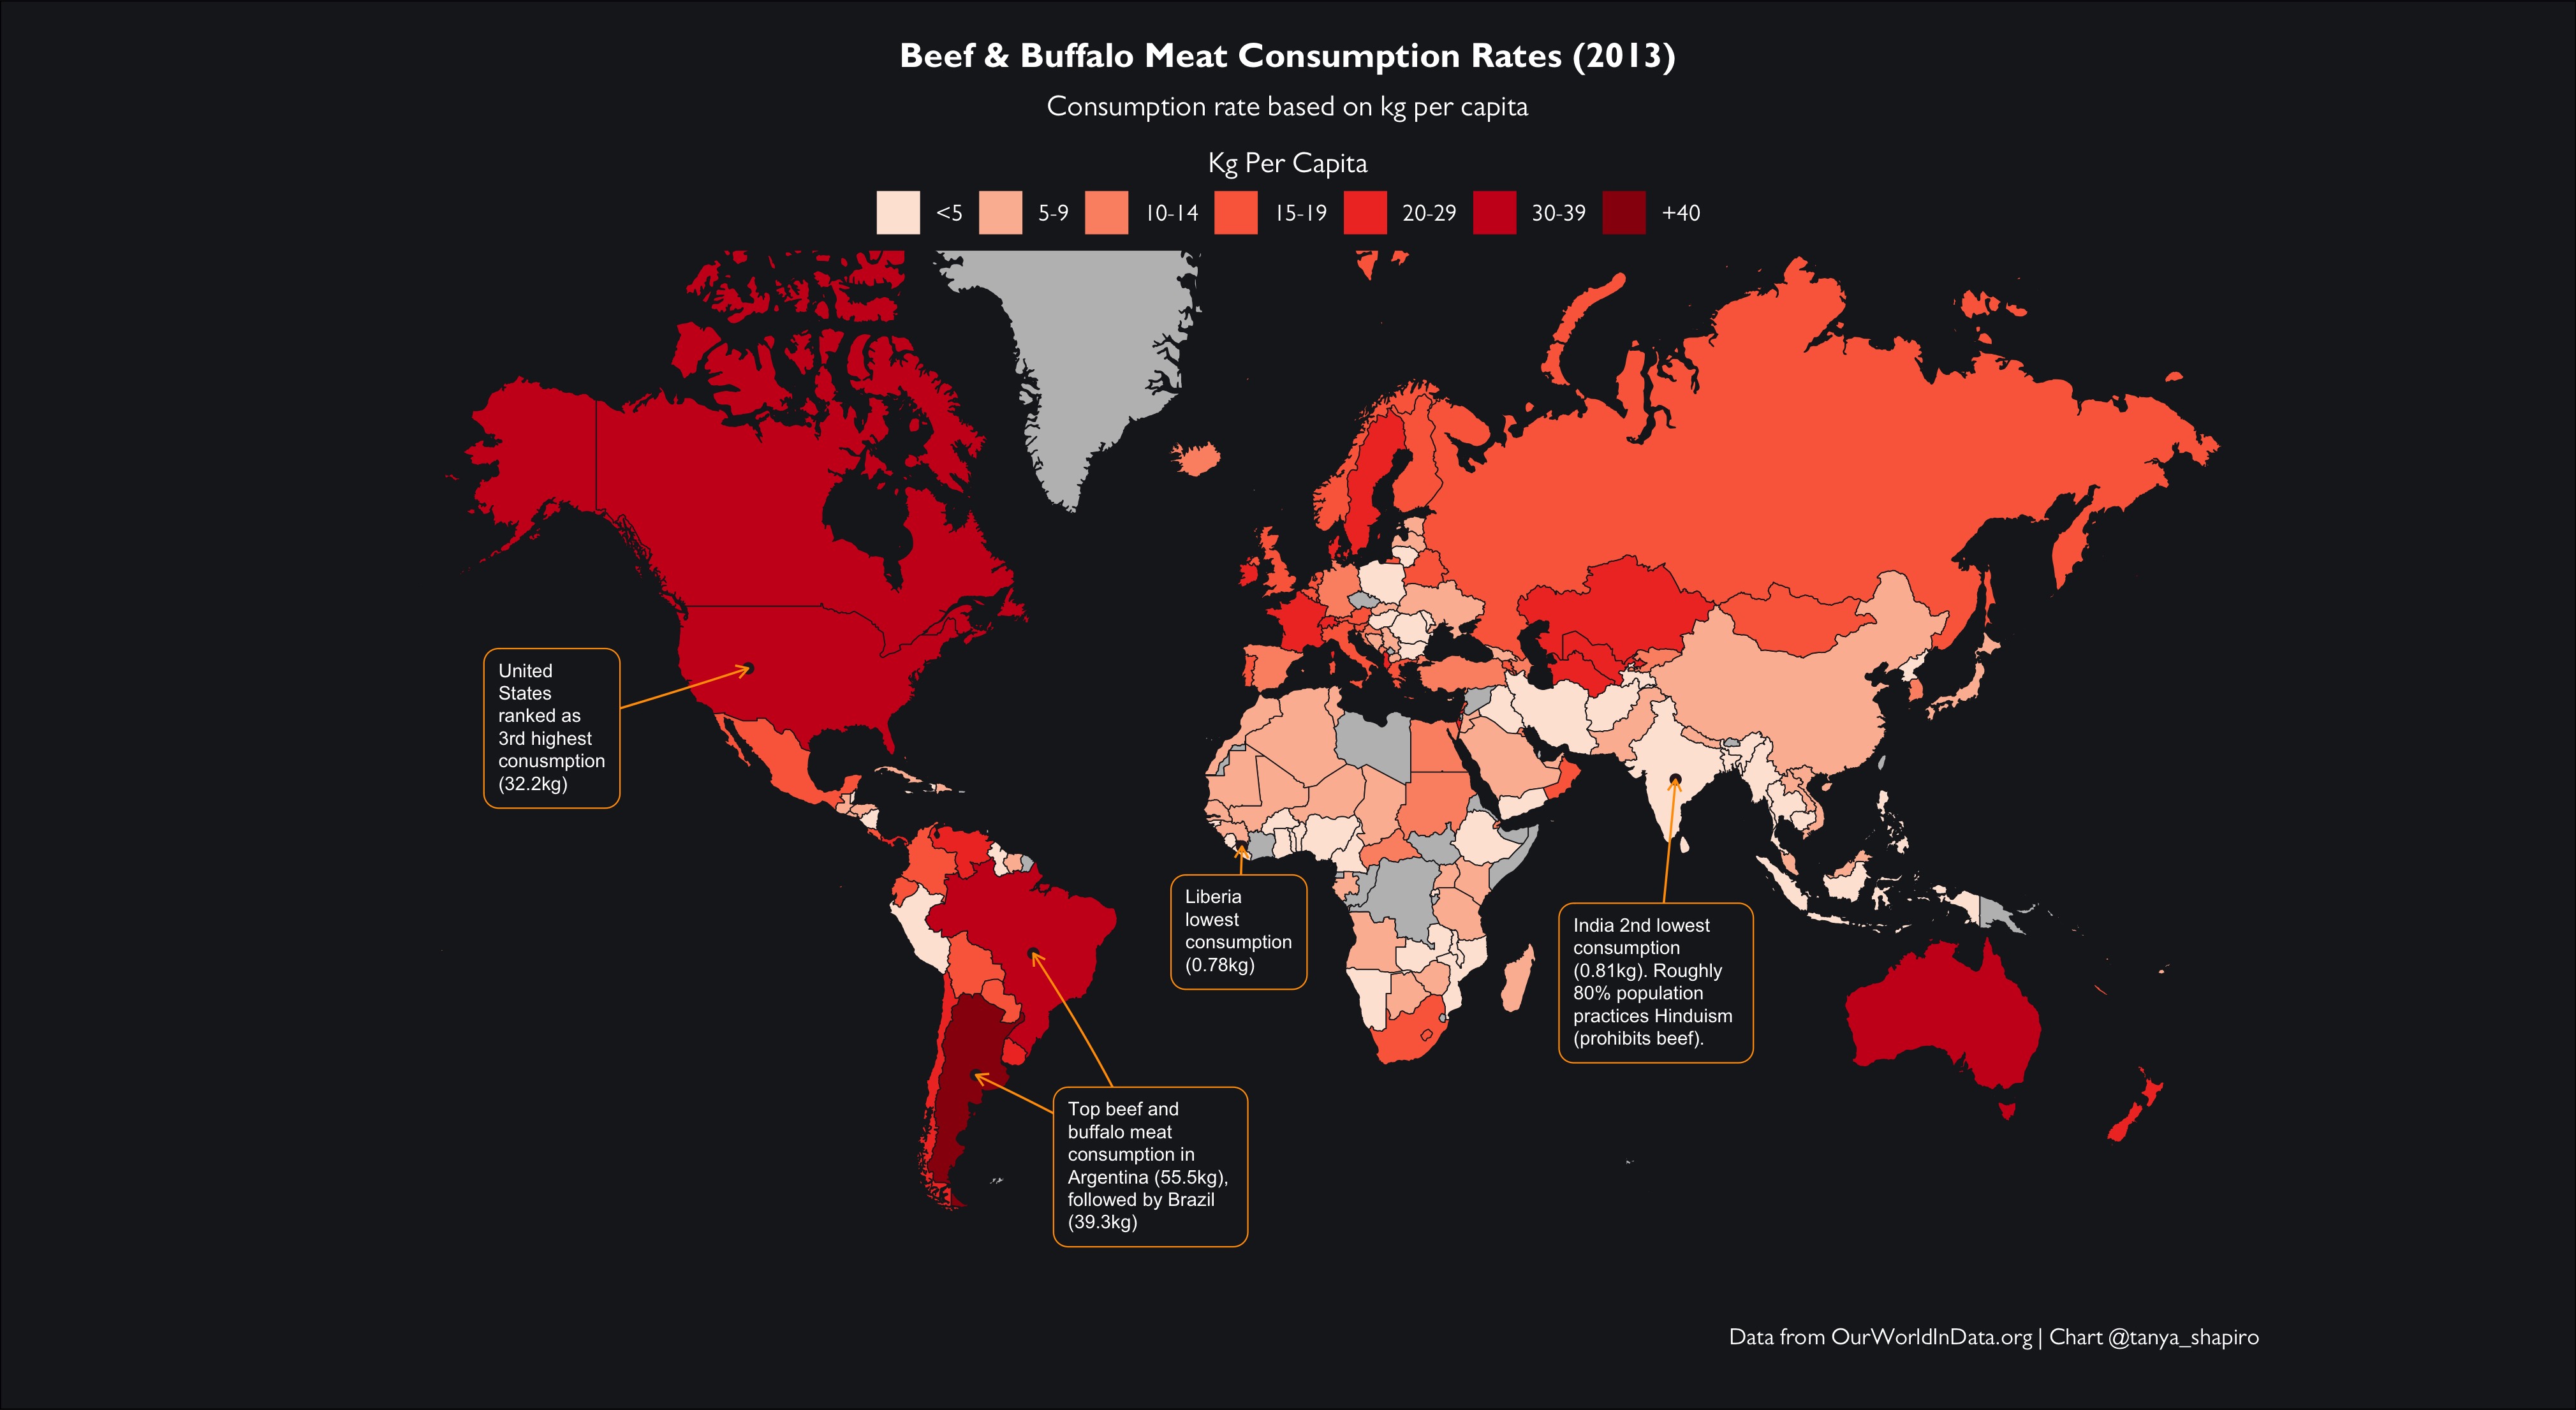 Beef & Buffalo Meat Consumption Rates (2013)
Consumption rate based on kg per capita
Kg Per Capita
<5 5-9 10-14 15-19 20-29 30-39 +40
United
States
ranked as
3rd highest
conusmption
(32.2kg)
Liberia
lowest
consumption
(0.78kg)
India 2nd lowest
consumption
(0.81kg). Roughly
80% population
practices Hinduism
(prohibits beef).
Top beef and
buffalo meat
consumption in
Argentina (55.5kg),
followed by Brazil
(39.3kg)
Data from OurWorldInData.org | Chart @tanya_shapiro